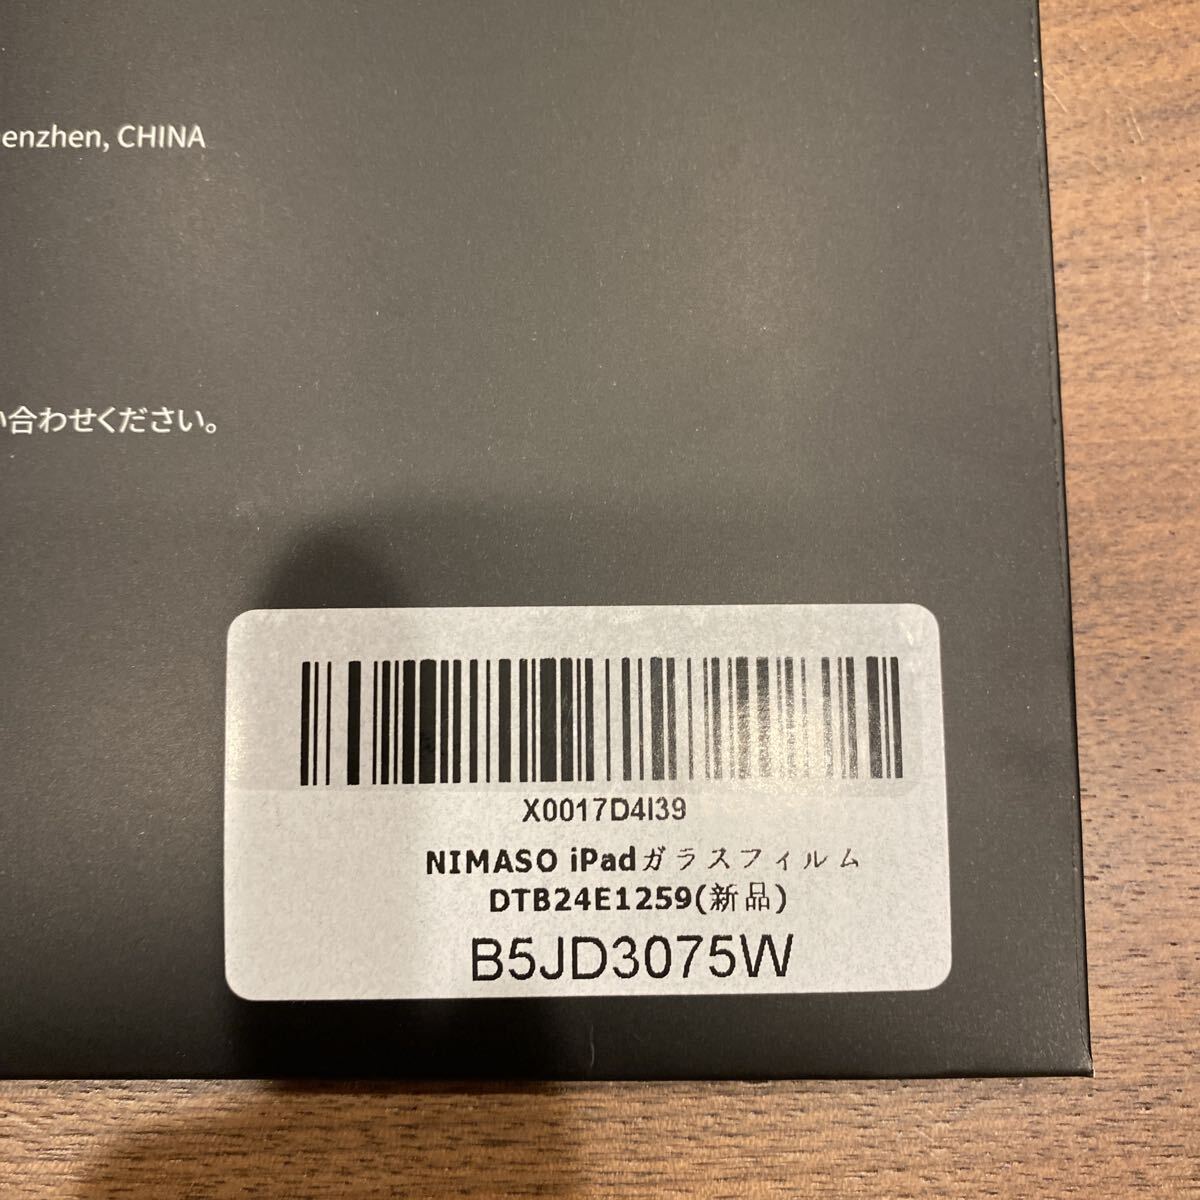 enzhen, CHINA
い合わせください。
X0017D4I39
NIMASO iPadガラスフィルム
DTB24E1259(新品)
B5JD3075W